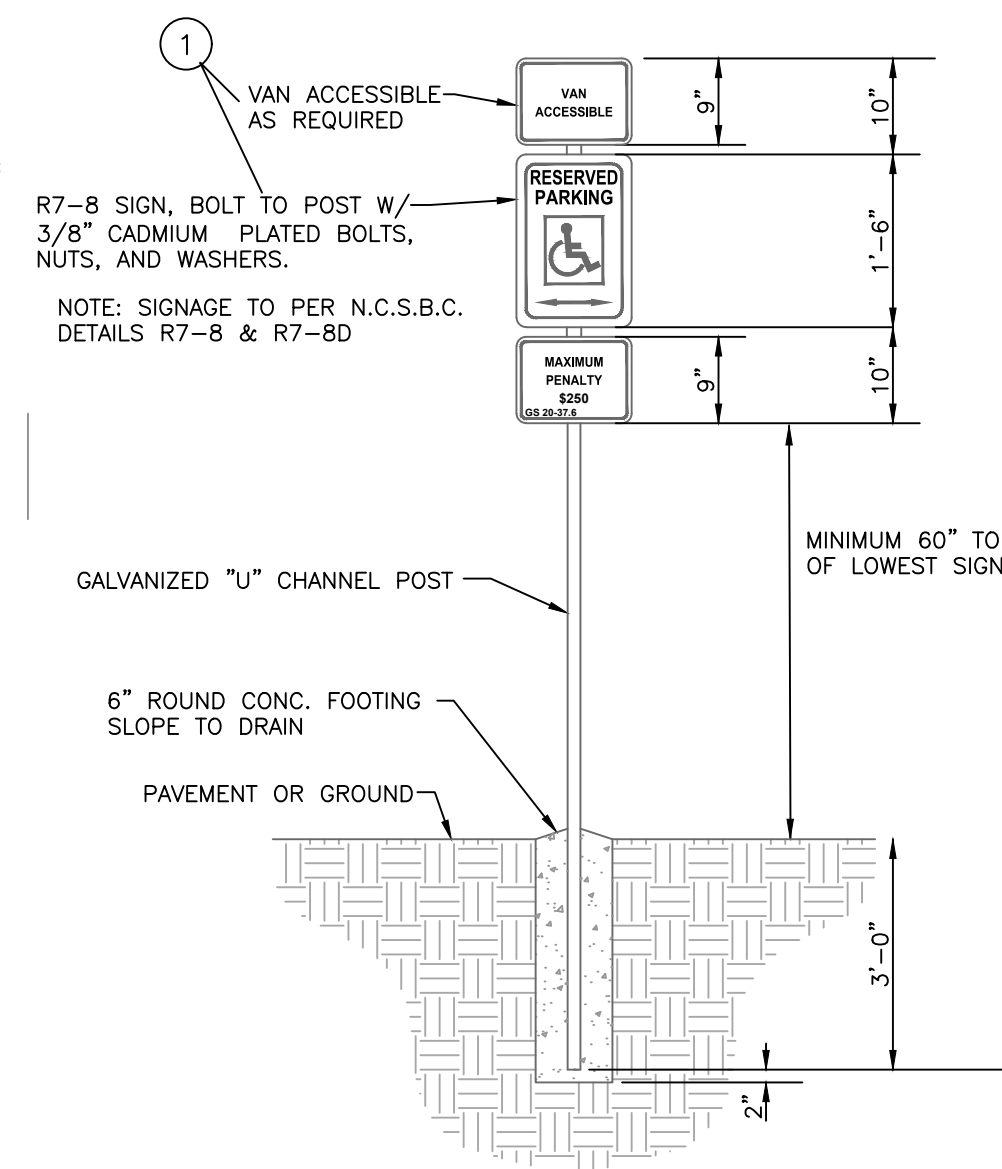 1
VAN ACCESSIBLE
AS REQUIRED
R7-8 SIGN, BOLT TO POST W/
3/8" CADMIUM PLATED BOLTS,
NUTS, AND WASHERS.
NOTE: SIGNAGE TO PER N.C.S.B.C.
DETAILS R7-8 & R7-8D
VAN
ACCESSIBLE
RESERVED
PARKING
MAXIMUM
PENALTY
$250
GS 20-37.6
9"
10"
1'-6"
9"
10"
MINIMUM 60" TO
OF LOWEST SIGN
GALVANIZED "U" CHANNEL POST
6" ROUND CONC. FOOTING
SLOPE TO DRAIN
PAVEMENT OR GROUND
3'-0"
2"